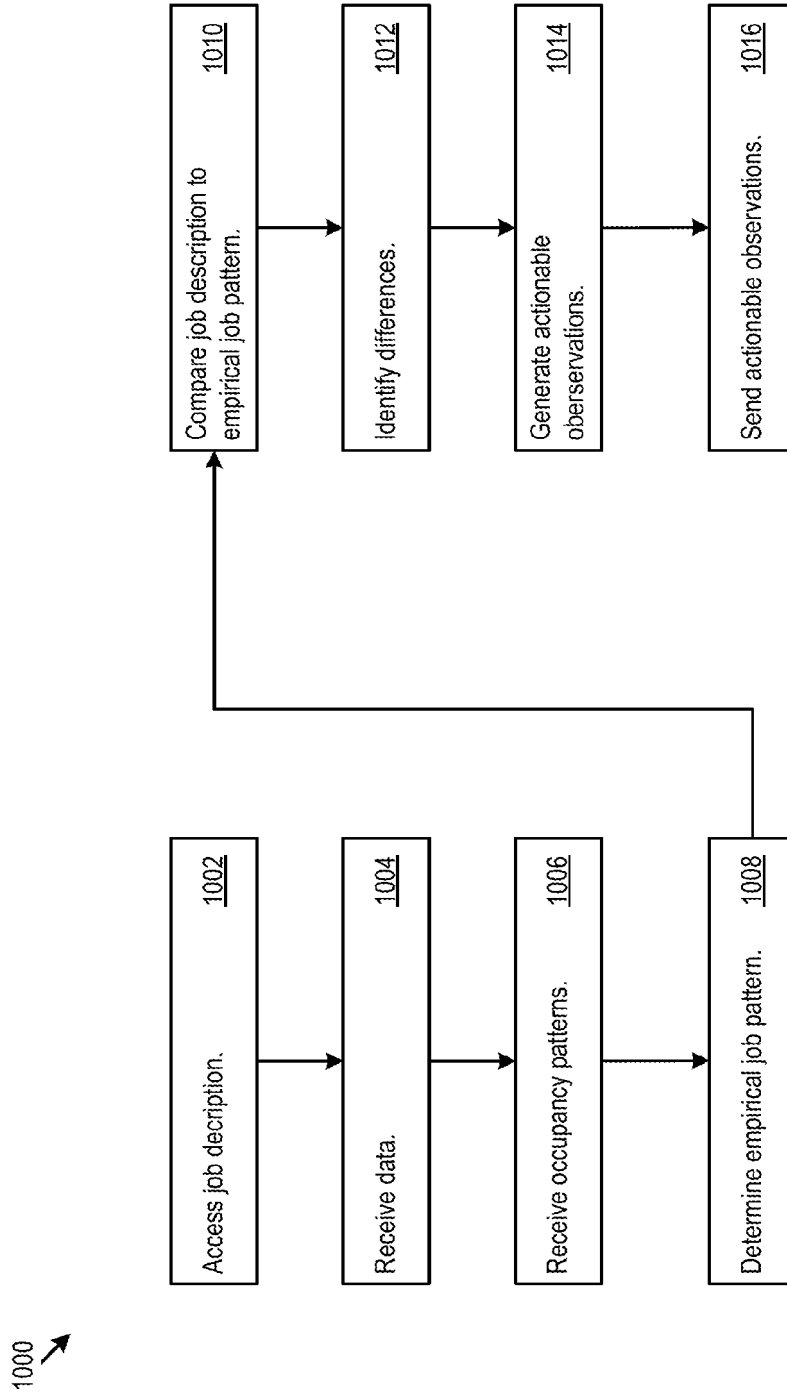 1000
Access job decription.
1002
Receive data.
1004
Receive occupancy patterns.
1006
Determine empirical job pattern.
1008
Compare job description to
empirical job pattern.
1010
Identify differences.
1012
Generate actionable
oberservations.
1014
Send actionable observations.
1016